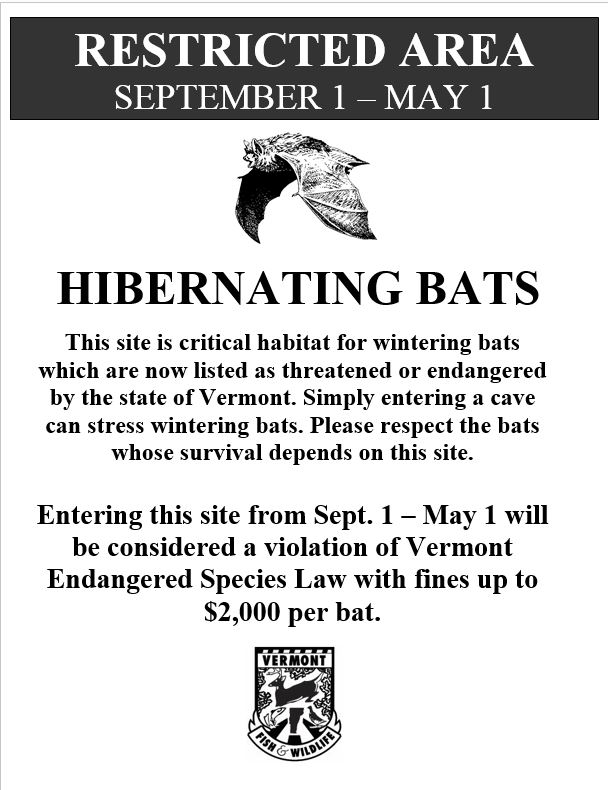 RESTRICTED AREA
SEPTEMBER 1 – MAY 1
HIBERNATING BATS
This site is critical habitat for wintering bats
which are now listed as threatened or endangered
by the state of Vermont. Simply entering a cave
can stress wintering bats. Please respect the bats
whose survival depends on this site.
Entering this site from Sept. 1 – May 1 will
be considered a violation of Vermont
Endangered Species Law with fines up to
$2,000 per bat.
VERMONT
FISH & WILDLIFE